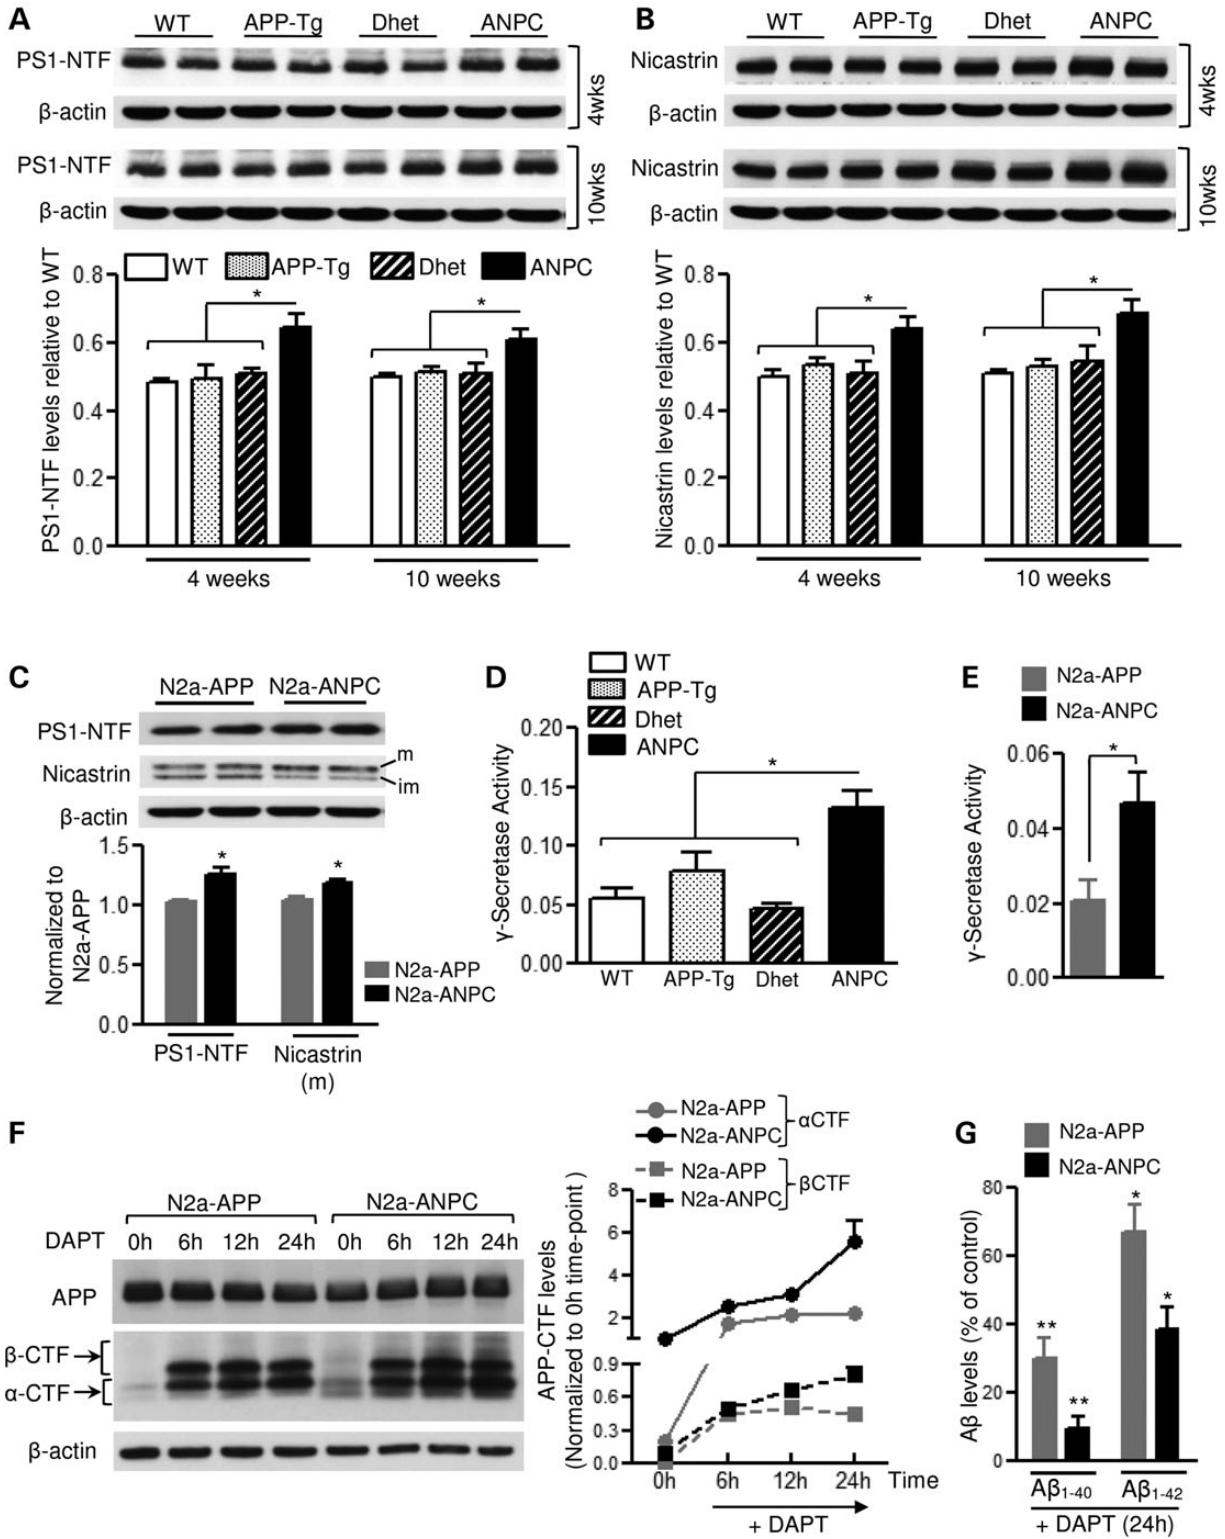 A
WT APP-Tg Dhet ANPC
PS1-NTF
β-actin
4wks
PS1-NTF
β-actin
10wks
WT APP-Tg Dhet ANPC
PS1-NTF levels relative to WT
0.8
0.6
0.4
0.2
0.0
*
*
4 weeks 10 weeks
B
WT APP-Tg Dhet ANPC
Nicastrin
β-actin
4wks
Nicastrin
β-actin
10wks
Nicastrin levels relative to WT
0.8
0.6
0.4
0.2
0.0
*
*
4 weeks 10 weeks
C
N2a-APP N2a-ANPC
PS1-NTF
Nicastrin
m
im
β-actin
Normalized to
N2a-APP
1.5
1.0
0.5
0.0
*
*
N2a-APP
N2a-ANPC
PS1-NTF Nicastrin
(m)
D
WT
APP-Tg
Dhet
ANPC
γ-Secretase Activity
0.20
0.15
0.10
0.05
0.00
*
WT APP-Tg Dhet ANPC
E
N2a-APP
N2a-ANPC
γ-Secretase Activity
0.06
0.04
0.02
0.00
*
F
N2a-APP N2a-ANPC
DAPT 0h 6h 12h 24h 0h 6h 12h 24h
APP
β-CTF
α-CTF
β-actin
N2a-APP
N2a-ANPC
αCTF
N2a-APP
N2a-ANPC
βCTF
APP-CTF levels
(Normalized to 0h time-point )
8
6
4
2
0.9
0.6
0.3
0.0
0h 6h 12h 24h Time
+ DAPT
G
N2a-APP
N2a-ANPC
Aβ levels (% of control)
80
60
40
20
0
**
**
*
*
Aβ1-40 Aβ1-42
+ DAPT (24h)